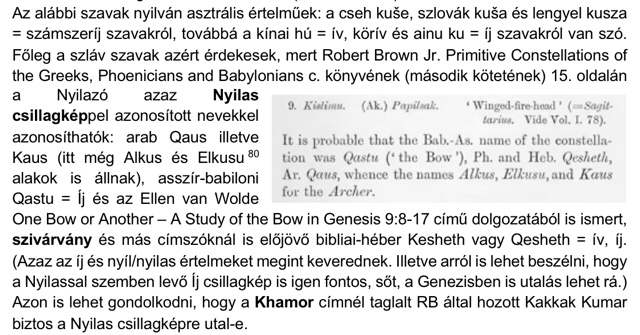 Az alábbi szavak nyilván asztrális értelműek: a cseh kuše, szlovák kuša és lengyel kusza
= számszeríj szavakról, továbbá a kínai hú = ív, körív és ainu ku = íj szavakról van szó.
Főleg a szláv szavak azért érdekesek, mert Robert Brown Jr. Primitive Constellations of
the Greeks, Phoenicians and Babylonians c. könyvének (második kötetének) 15. oldalán
a Nyilazó azaz Nyilas
csillagképpel azonosított nevekkel
azonosíthatók: arab Qaus illetve
Kaus (itt még Alkus és Elkusu 80
alakok is állnak), asszír-babiloni
Qastu = Íj és az Ellen van Wolde
9. Kislimu. (Ak.) Papilsak. 'Winged-fire-head' (=Sagit-
tarius. Vide Vol. I. 78).
It is probable that the Bab.-As. name of the constella-
tion was Qastu ('the Bow'), Ph. and Heb. Qesheth,
Ar. Qaus, whence the names Alkus, Elkusu, and Kaus
for the Archer.
One Bow or Another – A Study of the Bow in Genesis 9:8-17 című dolgozatából is ismert,
szivárvány és más címszóknál is előjövő bibliai-héber Kesheth vagy Qesheth = ív, íj.
(Azaz az íj és nyíl/nyilas értelmeket megint keverednek. Illetve arról is lehet beszélni, hogy
a Nyilassal szemben levő Íj csillagkép is igen fontos, sőt, a Genezisben is utalás lehet rá.)
Azon is lehet gondolkodni, hogy a Khamor címnél taglalt RB által hozott Kakkak Kumar
biztos a Nyilas csillagképre utal-e.